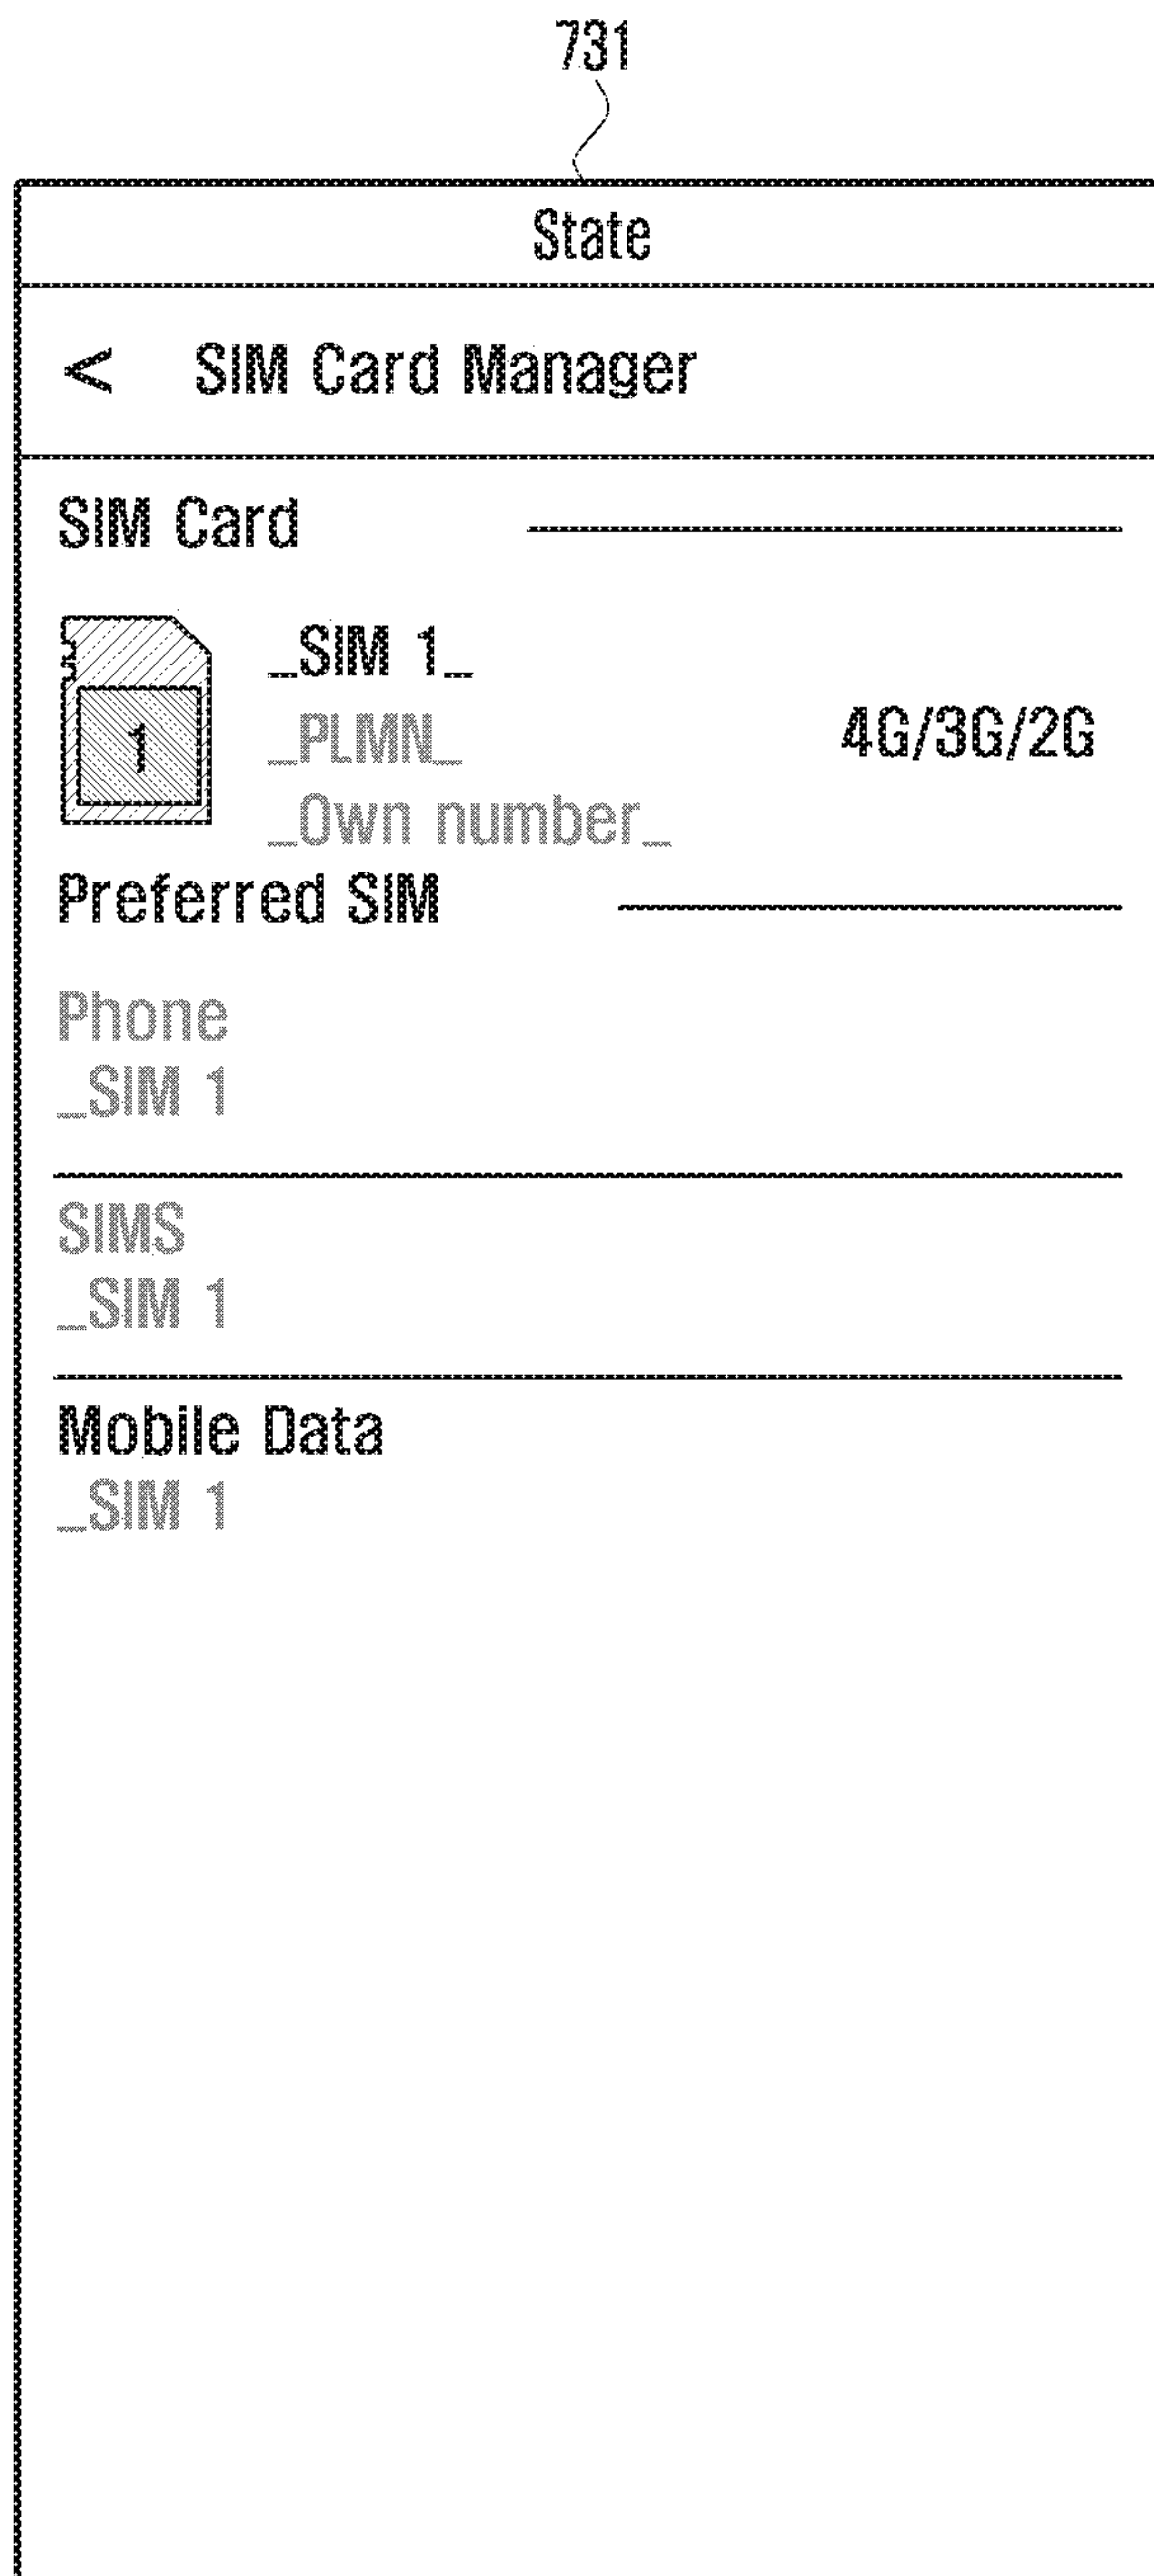 731
State
< SIM Card Manager
SIM Card
1
_SIM 1_
_PLMN_
4G/3G/2G
_Own number_
Preferred SIM
Phone
_SIM 1
SIMS
_SIM 1
Mobile Data
_SIM 1